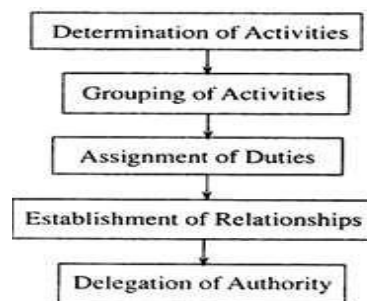 Determination of Activities
Grouping of Activities
Assignment of Duties
Establishment of Relationships
Delegation of Authority